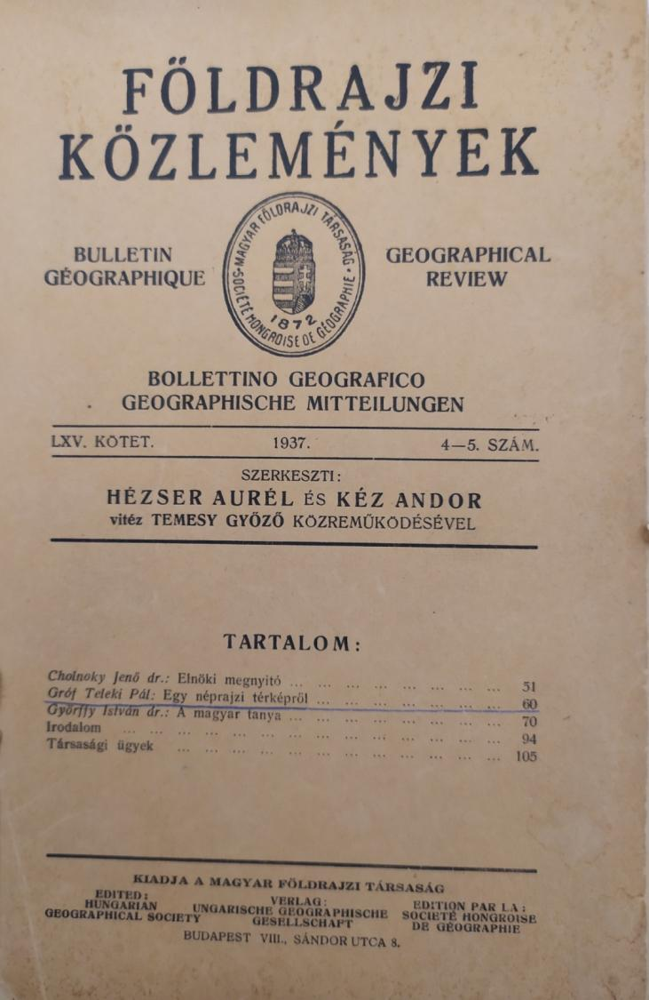 FÖLDRAJZI
KÖZLEMÉNYEK
BULLETIN
GÉOGRAPHIQUE
MAGYAR FÖLDRAJZI TÁRSASÁG
SOCIÉTÉ HONGROISE DE GÉOGRAPHIE
1872
GEOGRAPHICAL
REVIEW
BOLLETTINO GEOGRAFICO
GEOGRAPHISCHE MITTEILUNGEN
LXV. KÖTET. 1937. 4—5. SZÁM.
SZERKESZTI:
HÉZSER AURÉL ÉS KÉZ ANDOR
vitéz TEMESY GYŐZŐ KÖZREMŰKÖDÉSÉVEL
TARTALOM:
Cholnoky Jenő dr.: Elnöki megnyitó ... ... ... ... ... ... ... ... 51
Gróf Teleki Pál: Egy néprajzi térképről ... ... ... ... ... ... ... 60
Győrffy István dr.: A magyar tanya ... ... ... ... ... ... ... ... 70
Irodalom ... ... ... ... ... ... ... ... ... ... ... ... ... ... 94
Társasági ügyek ... ... ... ... ... ... ... ... ... ... ... ... 105
KIADJA A MAGYAR FÖLDRAJZI TÁRSASÁG
EDITED:
HUNGARIAN
GEOGRAPHICAL SOCIETY
VERLAG:
UNGARISCHE GEOGRAPHISCHE
GESELLSCHAFT
EDITION PAR LA:
SOCIETÉ HONGROISE
DE GÉOGRAPHIE
BUDAPEST VIII., SÁNDOR UTCA 8.